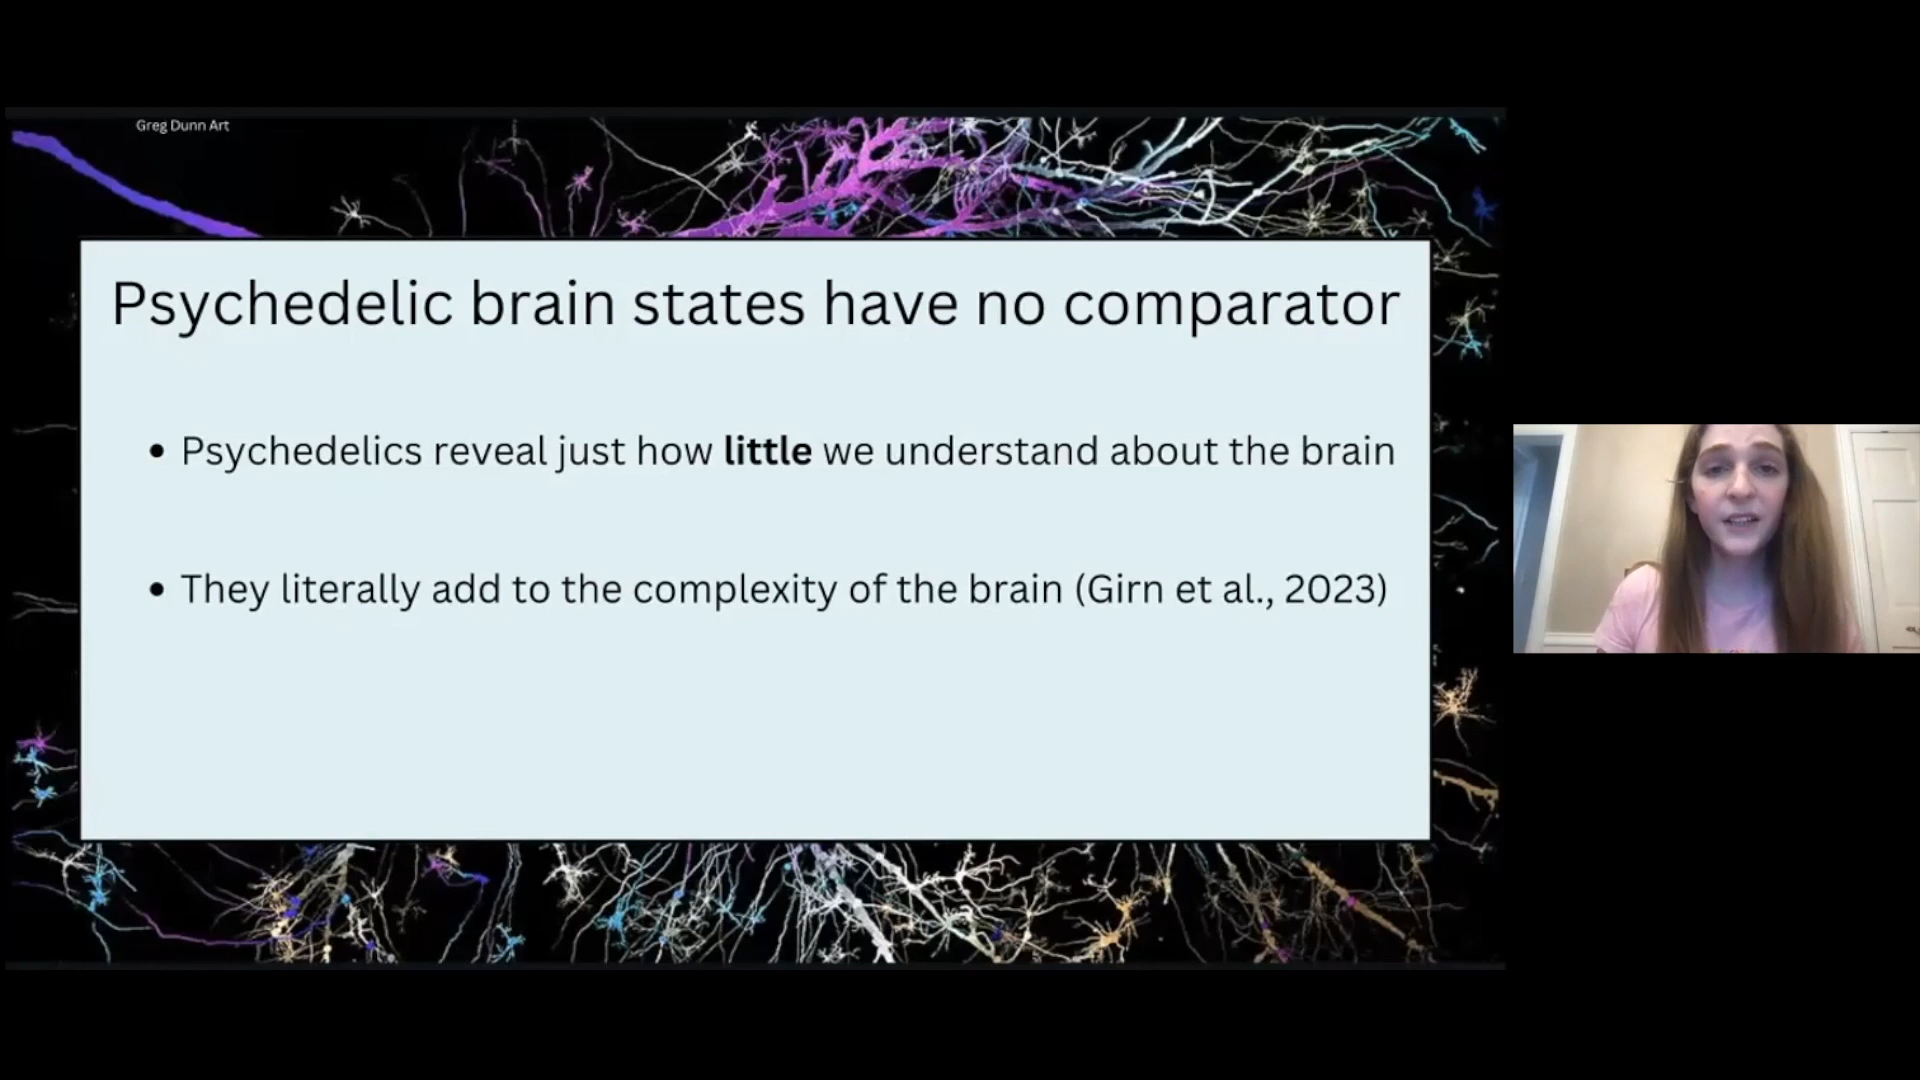 Greg Dunn Art
Psychedelic brain states have no comparator
• Psychedelics reveal just how little we understand about the brain
• They literally add to the complexity of the brain (Girn et al., 2023)